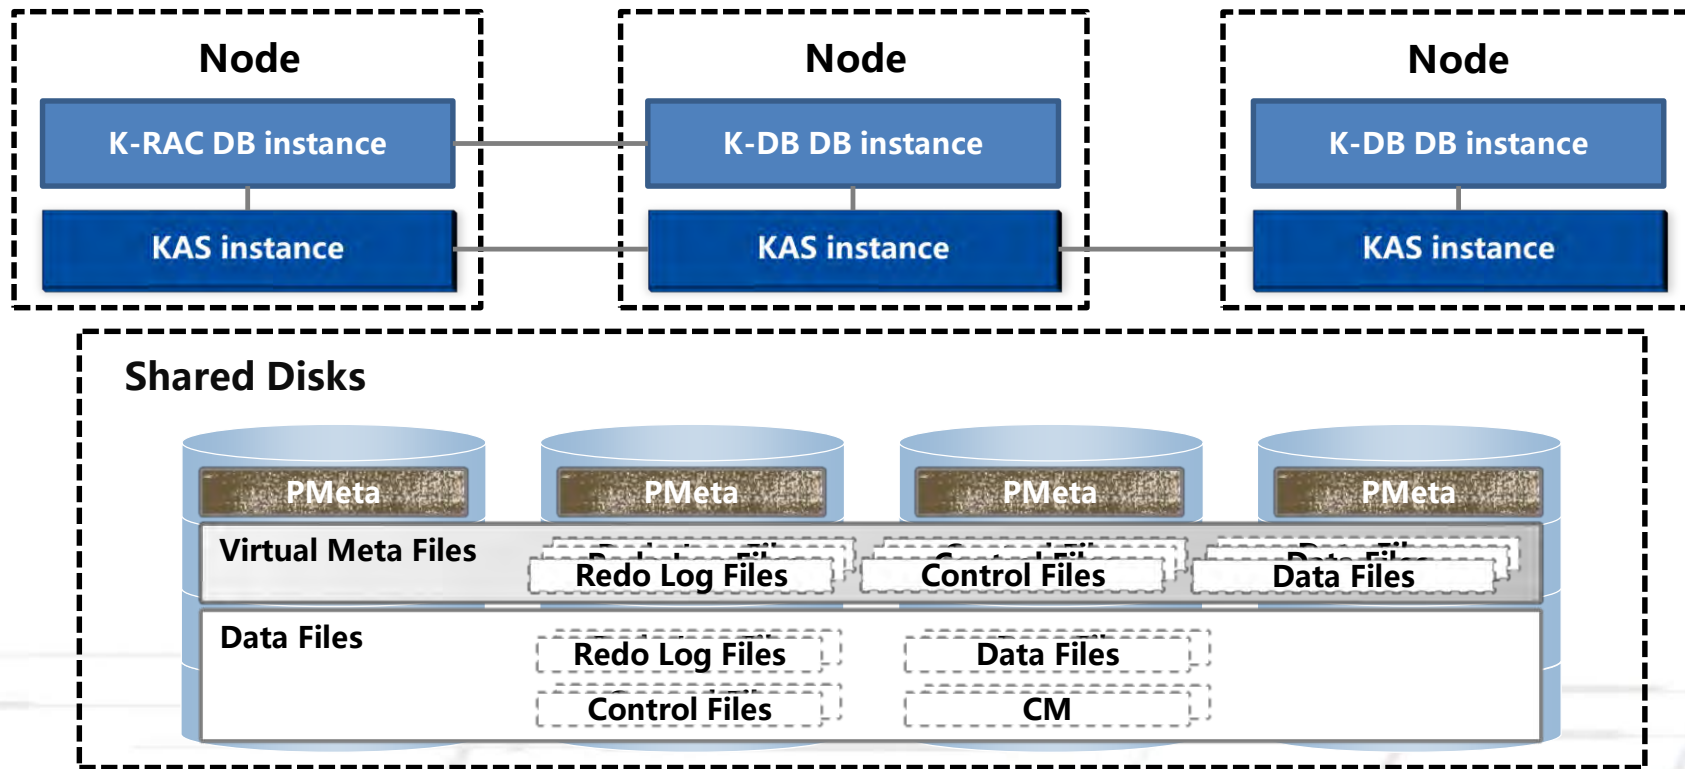 Node
Node
Node
K-RAC DB instance
K-DB DB instance
K-DB DB instance
KAS instance
KAS instance
KAS instance
Shared Disks
PMeta
PMeta
PMeta
PMeta
Virtual Meta Files
Redo Log Files
Control Files
Data Files
Data Files
Redo Log Files
Data Files
Control Files
CM